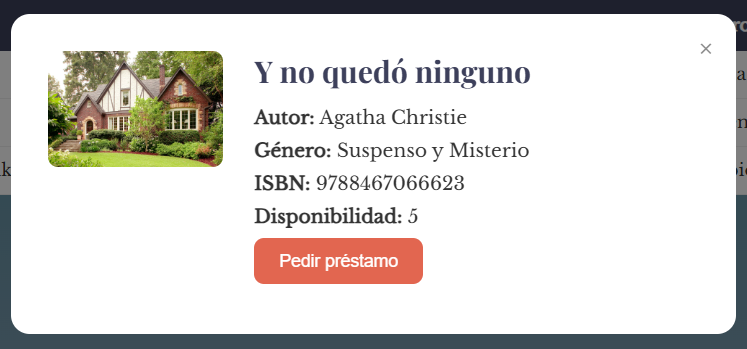 ×
Y no quedó ninguno
Autor: Agatha Christie
Género: Suspenso y Misterio
ISBN: 9788467066623
Disponibilidad: 5
Pedir préstamo